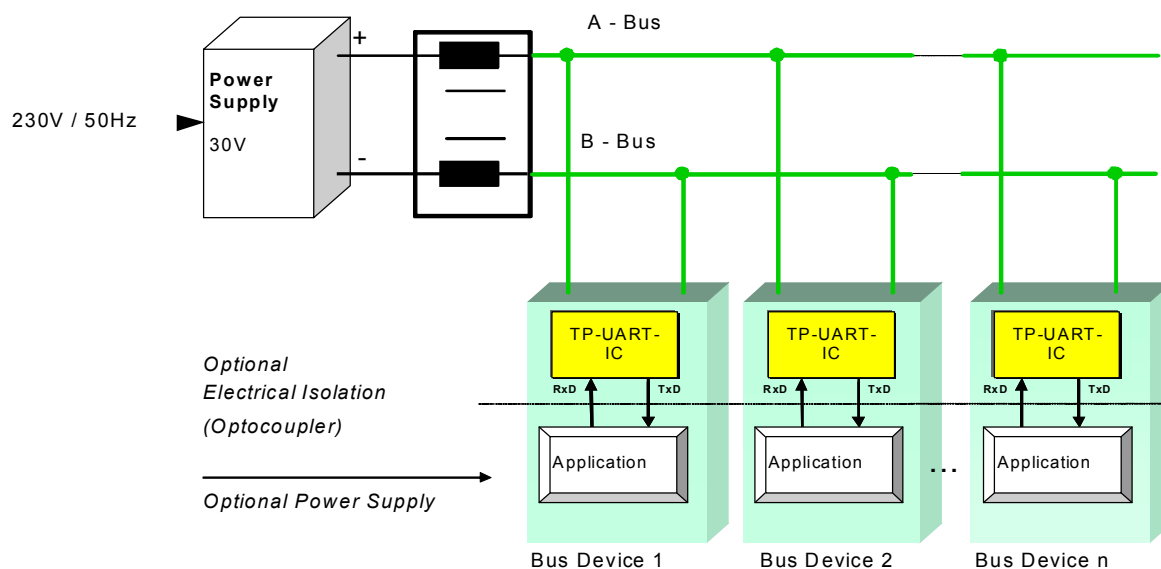 A - Bus
+
Power
Supply
30V
230V / 50Hz
-
B - Bus
TP-UART-
IC
RxD
TxD
TP-UART-
IC
RxD
TxD
TP-UART-
IC
RxD
TxD
Optional
Electrical Isolation
(Optocoupler)
Application
Application
...
Application
Optional Power Supply
Bus Device 1
Bus Device 2
Bus Device n